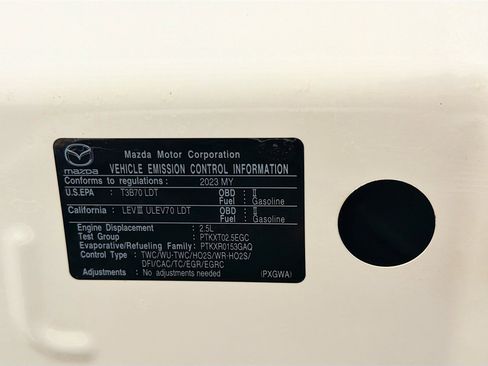 mazda
Mazda Motor Corporation
VEHICLE EMISSION CONTROL INFORMATION
Conforms to regulations: 2023 MY
U.S.EPA : T3B70 LDT OBD : II
Fuel : Gasoline
California : LEVⅢ ULEV70 LDT OBD : II
Fuel : Gasoline
Engine Displacement : 2.5L
Test Group : PTKXT02.5EGC
Evaporative/Refueling Family: PTKXR0153GAQ
Control Type : TWC/WU-TWC/HO2S/WR-HO2S/
DFI/CAC/TC/EGR/EGRC
Adjustments : No adjustments needed (PXGWA)